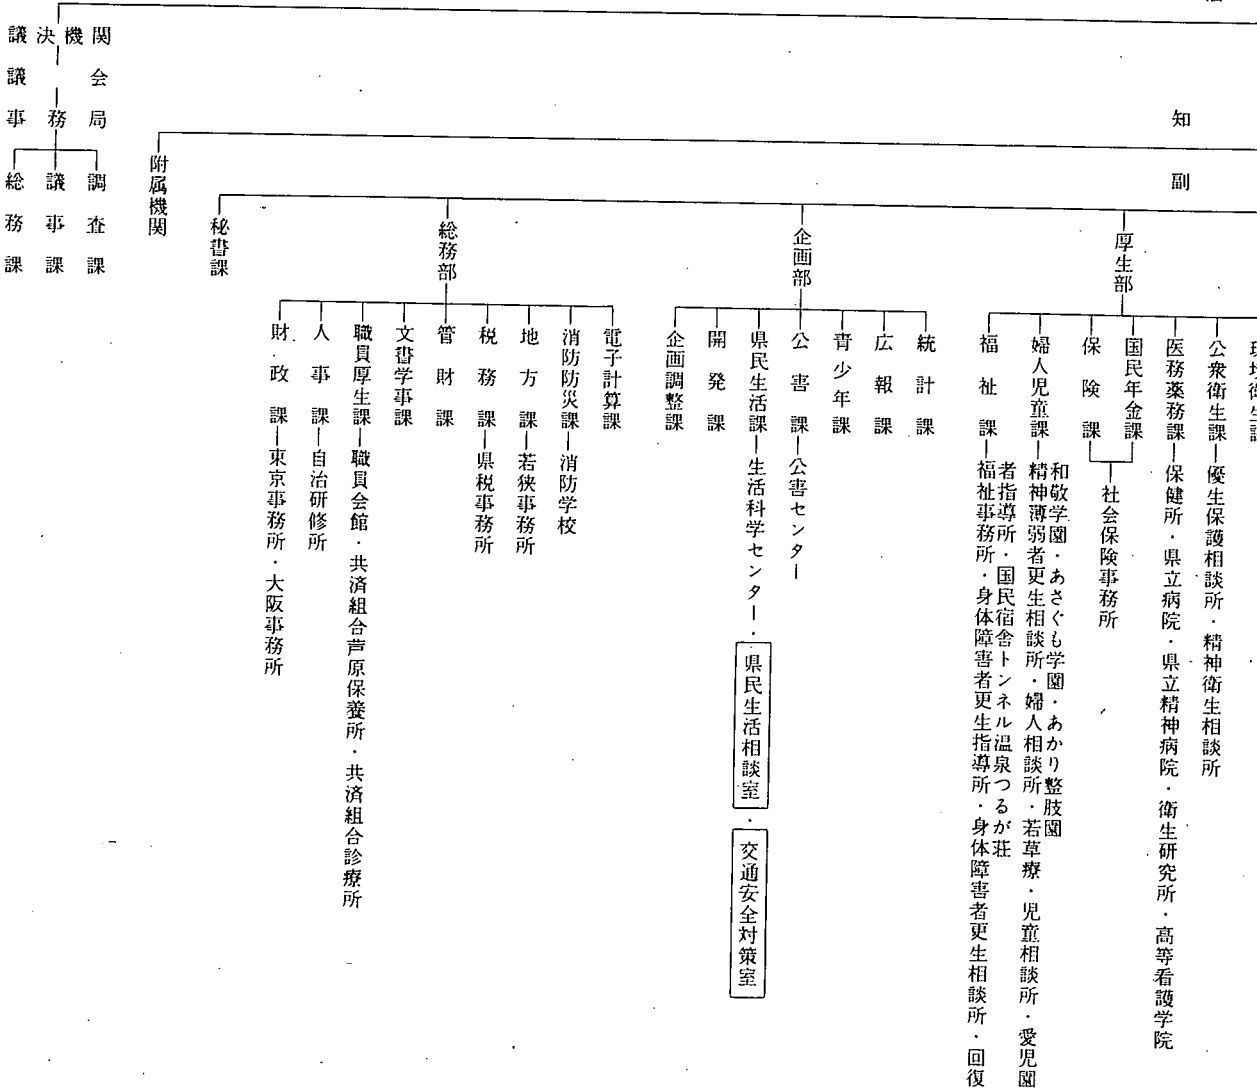 知
副
環境衛生課
公衆衛生課―優生保護相談所・精神衛生相談所
医務薬務課―保健所・県立病院・県立精神病院・衛生研究所・高等看護学院
国民年金課
保険課
社会保険事務所
厚生部
婦人児童課―精神薄弱者更生相談所・婦人相談所・若草療・児童相談所・愛児園
和敬学園・あさぐも学園・あかり整肢園
福祉課―福祉事務所・身体障害者更生指導所・身体障害者更生相談所・回復
者指導所・国民宿舎トンネル温泉つるが荘
統計課
広報課
青少年課
公害課―公害センター
企画部
県民生活課―生活科学センター・県民生活相談室・交通安全対策室
開発課
企画調整課
電子計算課
消防防災課―消防学校
地方課―若狭事務所
税務課―県税事務所
管財課
総務部
文書学事課
職員厚生課―職員会館・共済組合芦原保養所・共済組合診療所
人事課―自治研修所
財政課―東京事務所・大阪事務所
秘書課
附属機関
議決機関
議会
議事務局
調査課
議事課
総務課